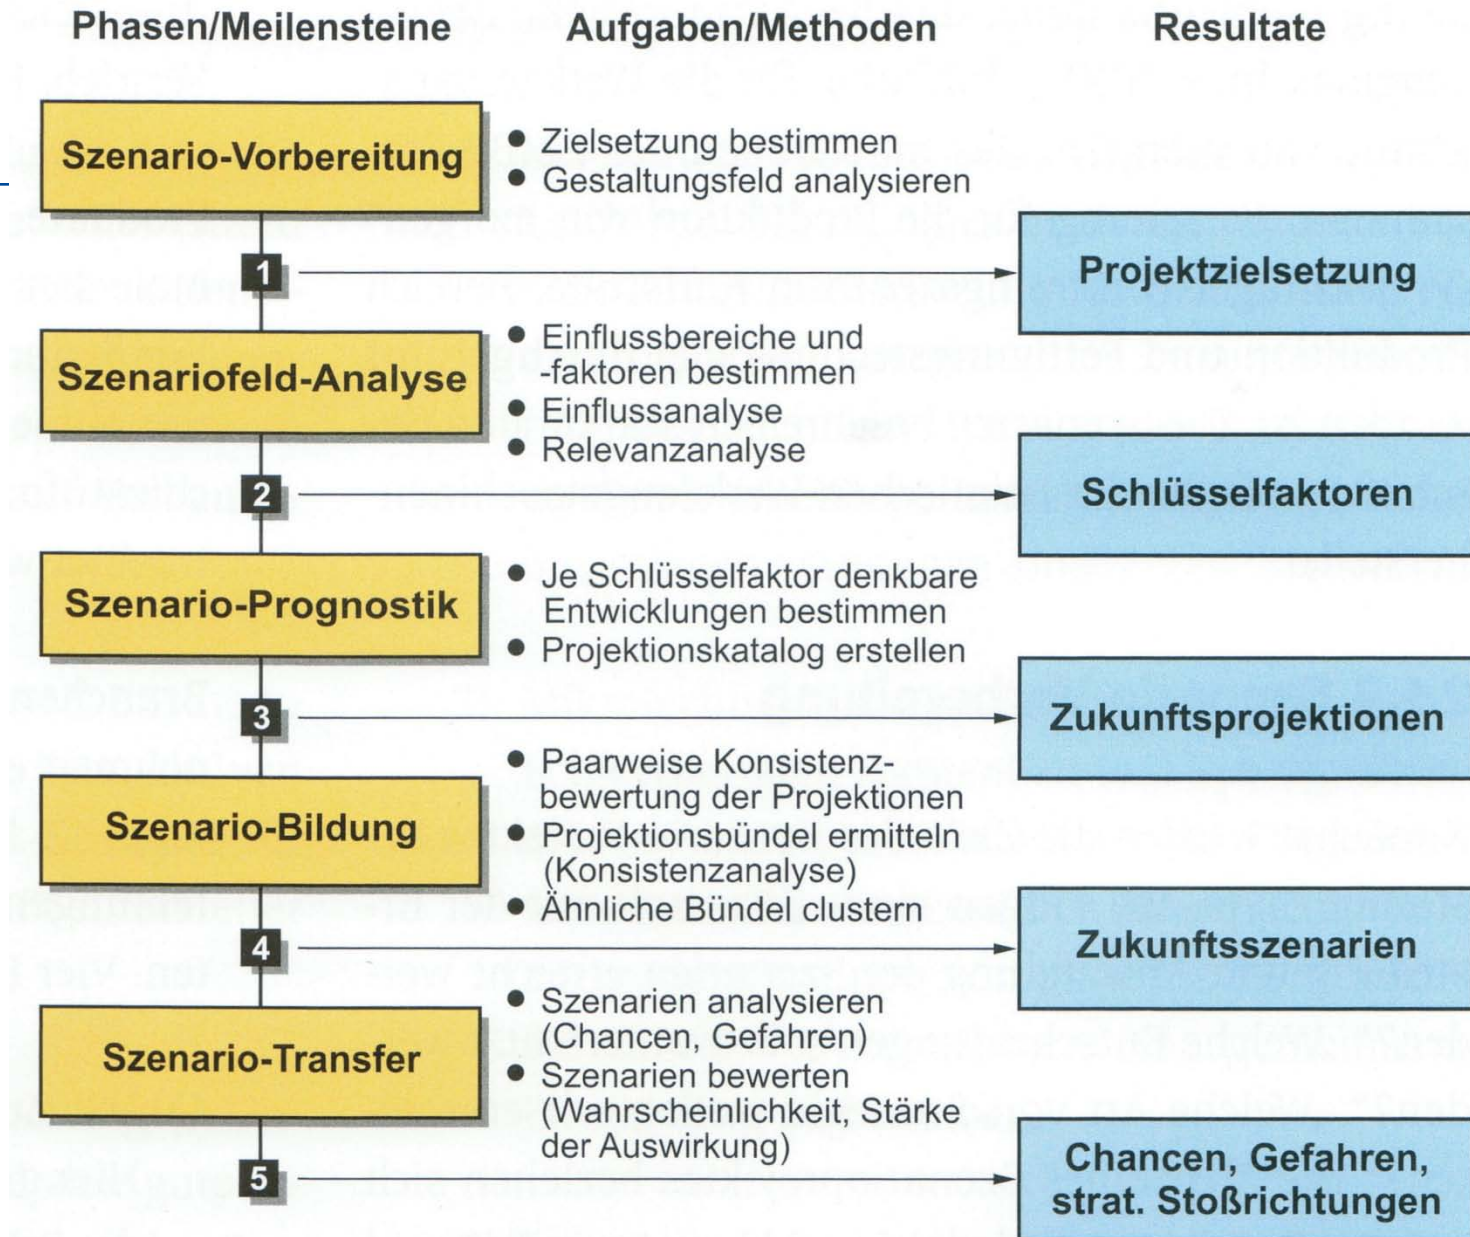 Phasen/Meilensteine
Aufgaben/Methoden
Resultate
Szenario-Vorbereitung
● Zielsetzung bestimmen
● Gestaltungsfeld analysieren
1
Projektzielsetzung
Szenariofeld-Analyse
● Einflussbereiche und
-faktoren bestimmen
● Einflussanalyse
● Relevanzanalyse
2
Schlüsselfaktoren
Szenario-Prognostik
● Je Schlüsselfaktor denkbare
Entwicklungen bestimmen
● Projektionskatalog erstellen
3
Zukunftsprojektionen
Szenario-Bildung
● Paarweise Konsistenz-
bewertung der Projektionen
● Projektionsbündel ermitteln
(Konsistenzanalyse)
● Ähnliche Bündel clustern
4
Zukunftsszenarien
Szenario-Transfer
● Szenarien analysieren
(Chancen, Gefahren)
● Szenarien bewerten
(Wahrscheinlichkeit, Stärke
der Auswirkung)
5
Chancen, Gefahren,
strat. Stoßrichtungen